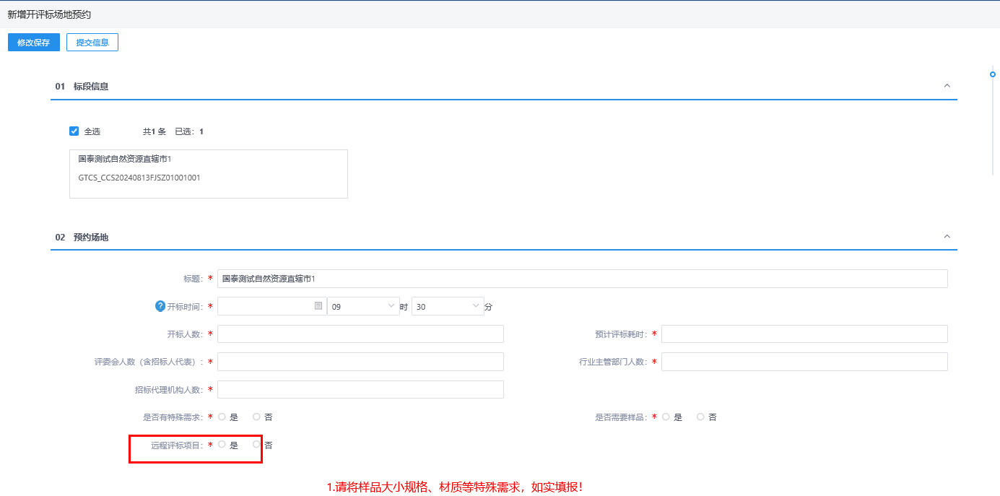 新增开评标场地预约
修改保存 提交信息
01 标段信息
全选 共1 条 已选：1
国泰测试自然资源直辖市1
GTCS_CCS20240813FJSZ01001001
02 预约场地
标题：* 国泰测试自然资源直辖市1
? 开标时间：* 09 时 30 分
开标人数：* 预计评标耗时：*
评委会人数（含招标人代表）：* 行业主管部门人数：*
招标代理机构人数：*
是否有特殊需求：* 是 否 是否需要样品：* 是 否
远程评标项目：* 是 否
1.请将样品大小规格、材质等特殊需求，如实填报！